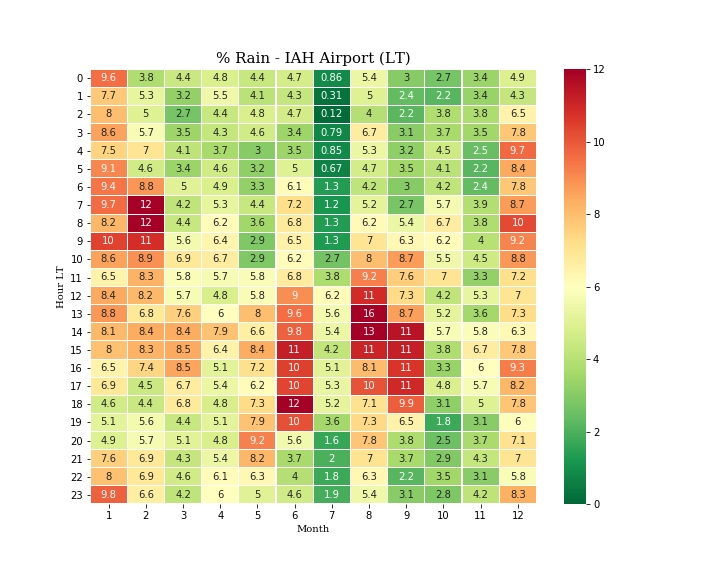 % Rain - IAH Airport (LT)
0 9.6 3.8 4.4 4.8 4.4 4.7 0.86 5.4 3 2.7 3.4 4.9
1 7.7 5.3 3.2 5.5 4.1 4.3 0.31 5 2.4 2.2 3.4 4.3
2 8 5 2.7 4.4 4.8 4.7 0.12 4 2.2 3.8 3.8 6.5
3 8.6 5.7 3.5 4.3 4.6 3.4 0.79 6.7 3.1 3.7 3.5 7.8
4 7.5 7 4.1 3.7 3 3.5 0.85 5.3 3.2 4.5 2.5 9.7
5 9.1 4.6 3.4 4.6 3.2 5 0.67 4.7 3.5 4.1 2.2 8.4
6 9.4 8.8 5 4.9 3.3 6.1 1.3 4.2 3 4.2 2.4 7.8
7 9.7 12 4.2 5.3 4.4 7.2 1.2 5.2 2.7 5.7 3.9 8.7
8 8.2 12 4.4 6.2 3.6 6.8 1.3 6.2 5.4 6.7 3.8 10
9 10 11 5.6 6.4 2.9 6.5 1.3 7 6.3 6.2 4 9.2
10 8.6 8.9 6.9 6.7 2.9 6.2 2.7 8 8.7 5.5 4.5 8.8
11 6.5 8.3 5.8 5.7 5.8 6.8 3.8 9.2 7.6 7 3.3 7.2
12 8.4 8.2 5.7 4.8 5.8 9 6.2 11 7.3 4.2 5.3 7
13 8.8 6.8 7.6 6 8 9.6 5.6 16 8.7 5.2 3.6 7.3
14 8.1 8.4 8.4 7.9 6.6 9.8 5.4 13 11 5.7 5.8 6.3
15 8 8.3 8.5 6.4 8.4 11 4.2 11 11 3.8 6.7 7.8
16 6.5 7.4 8.5 5.1 7.2 10 5.1 8.1 11 3.3 6 9.3
17 6.9 4.5 6.7 5.4 6.2 10 5.3 10 11 4.8 5.7 8.2
18 4.6 4.4 6.8 4.8 7.3 12 5.2 7.1 9.9 3.1 5 7.8
19 5.1 5.6 4.4 5.1 7.9 10 3.6 7.3 6.5 1.8 3.1 6
20 4.9 5.7 5.1 4.8 9.2 5.6 1.6 7.8 3.8 2.5 3.7 7.1
21 7.6 6.9 4.3 5.4 8.2 3.7 2 7 3.7 2.9 4.3 7
22 8 6.9 4.6 6.1 6.3 4 1.8 6.3 2.2 3.5 3.1 5.8
23 9.8 6.6 4.2 6 5 4.6 1.9 5.4 3.1 2.8 4.2 8.3
1 2 3 4 5 6 7 8 9 10 11 12
Month
Hour LT
12
10
8
6
4
2
0